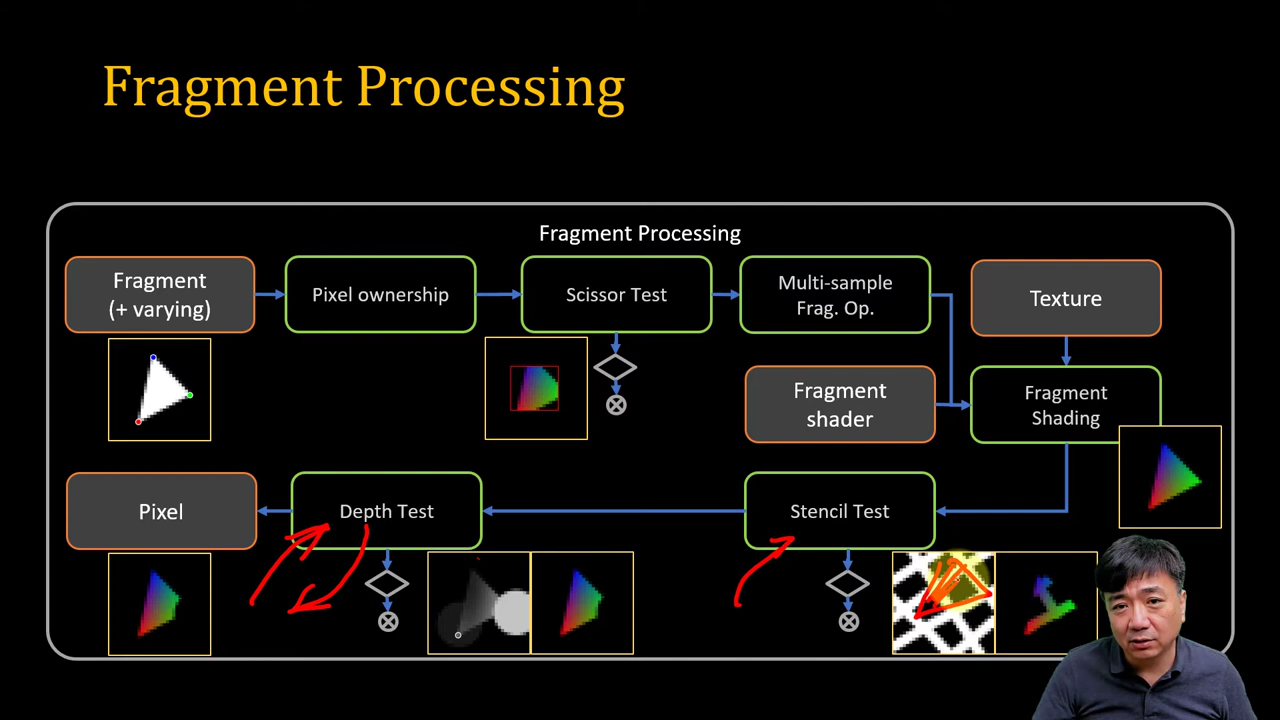 Fragment Processing
Fragment Processing
Fragment
(+ varying)
Pixel ownership
Scissor Test
Multi-sample
Frag. Op.
Texture
Fragment
shader
Fragment
Shading
Pixel
Depth Test
Stencil Test